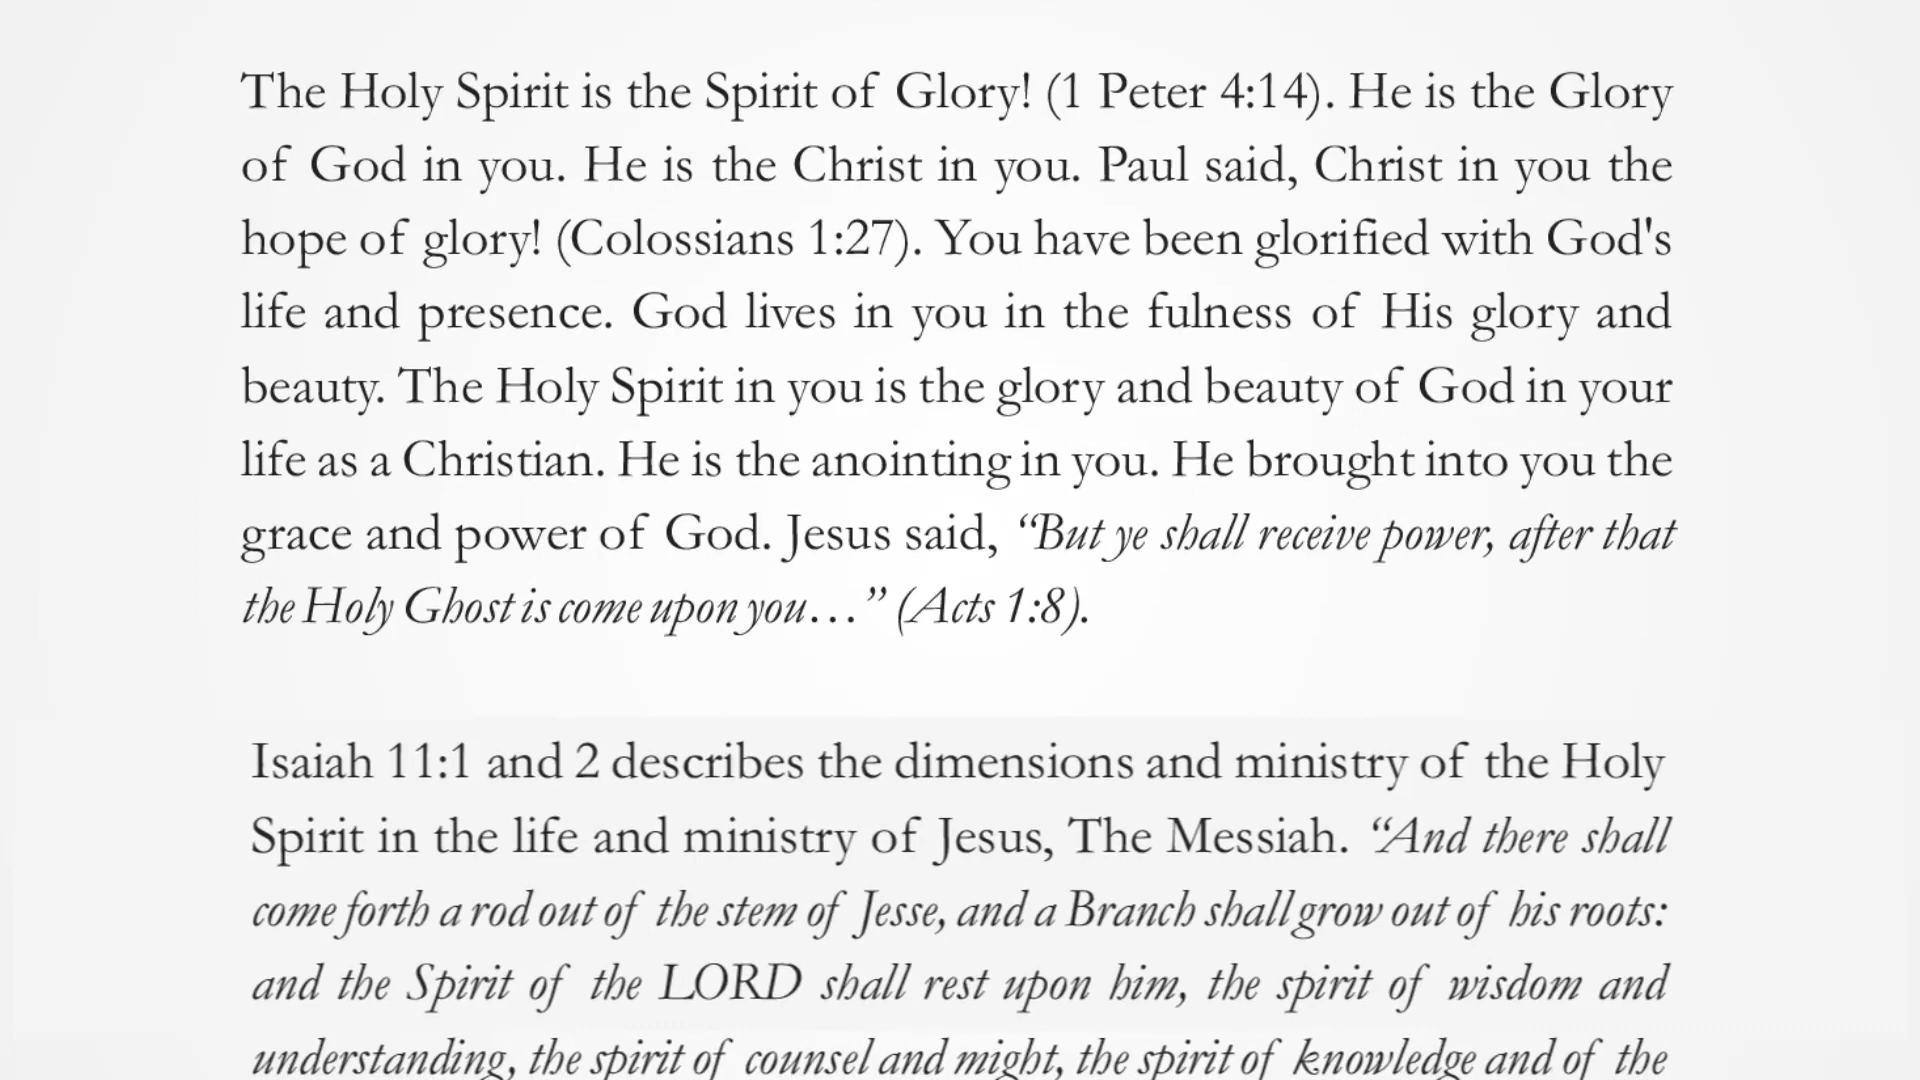 The Holy Spirit is the Spirit of Glory! (1 Peter 4:14). He is the Glory
of God in you. He is the Christ in you. Paul said, Christ in you the
hope of glory! (Colossians 1:27). You have been glorified with God's
life and presence. God lives in you in the fulness of His glory and
beauty. The Holy Spirit in you is the glory and beauty of God in your
life as a Christian. He is the anointing in you. He brought into you the
grace and power of God. Jesus said, “But ye shall receive power, after that
the Holy Ghost is come upon you…” (Acts 1:8).
Isaiah 11:1 and 2 describes the dimensions and ministry of the Holy
Spirit in the life and ministry of Jesus, The Messiah. “And there shall
come forth a rod out of the stem of Jesse, and a Branch shall grow out of his roots:
and the Spirit of the LORD shall rest upon him, the spirit of wisdom and
understanding, the spirit of counsel and might, the spirit of knowledge and of the